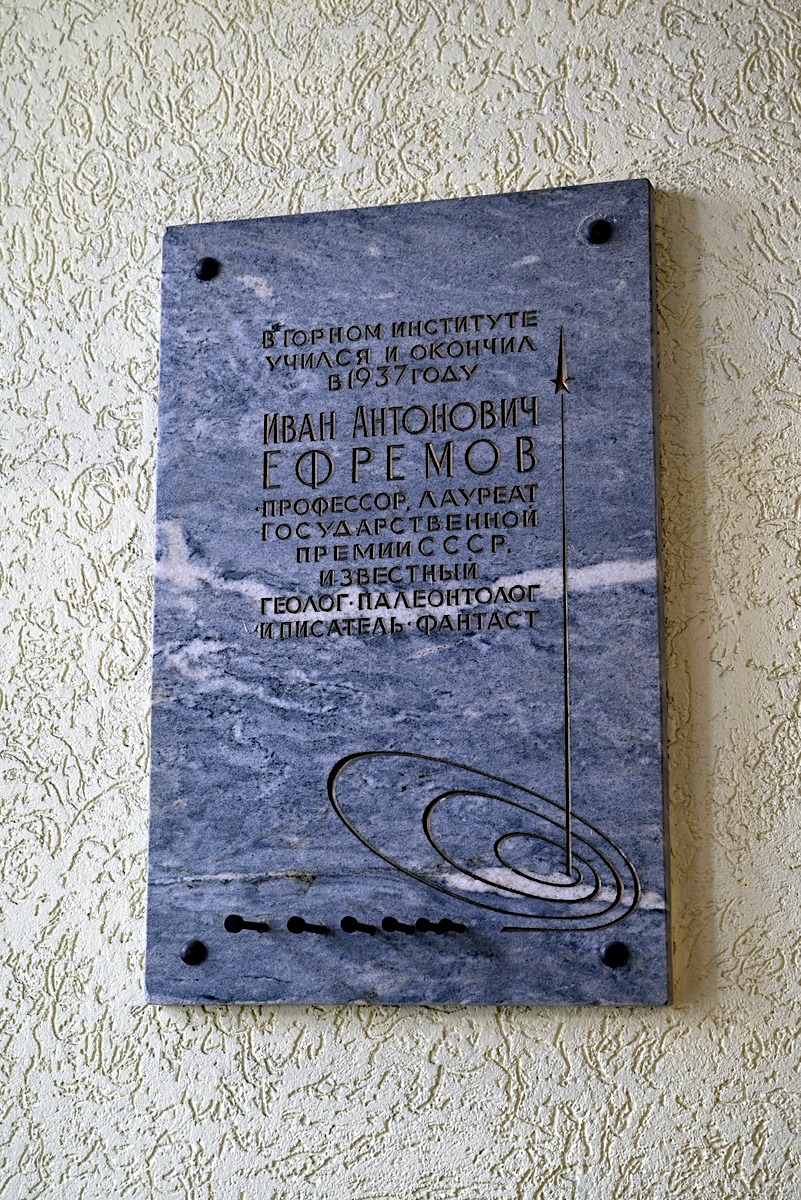 В ГОРНОМ ИНСТИТУТЕ
УЧИЛСЯ И ОКОНЧИЛ
В 1937 ГОДУ
ИВАН АНТОНОВИЧ
ЕФРЕМОВ
·ПРОФЕССОР, ЛАУРЕАТ
ГОСУДАРСТВЕННОЙ
ПРЕМИИ СССР,
ИЗВЕСТНЫЙ
ГЕОЛОГ·ПАЛЕОНТОЛОГ
И ПИСАТЕЛЬ·ФАНТАСТ